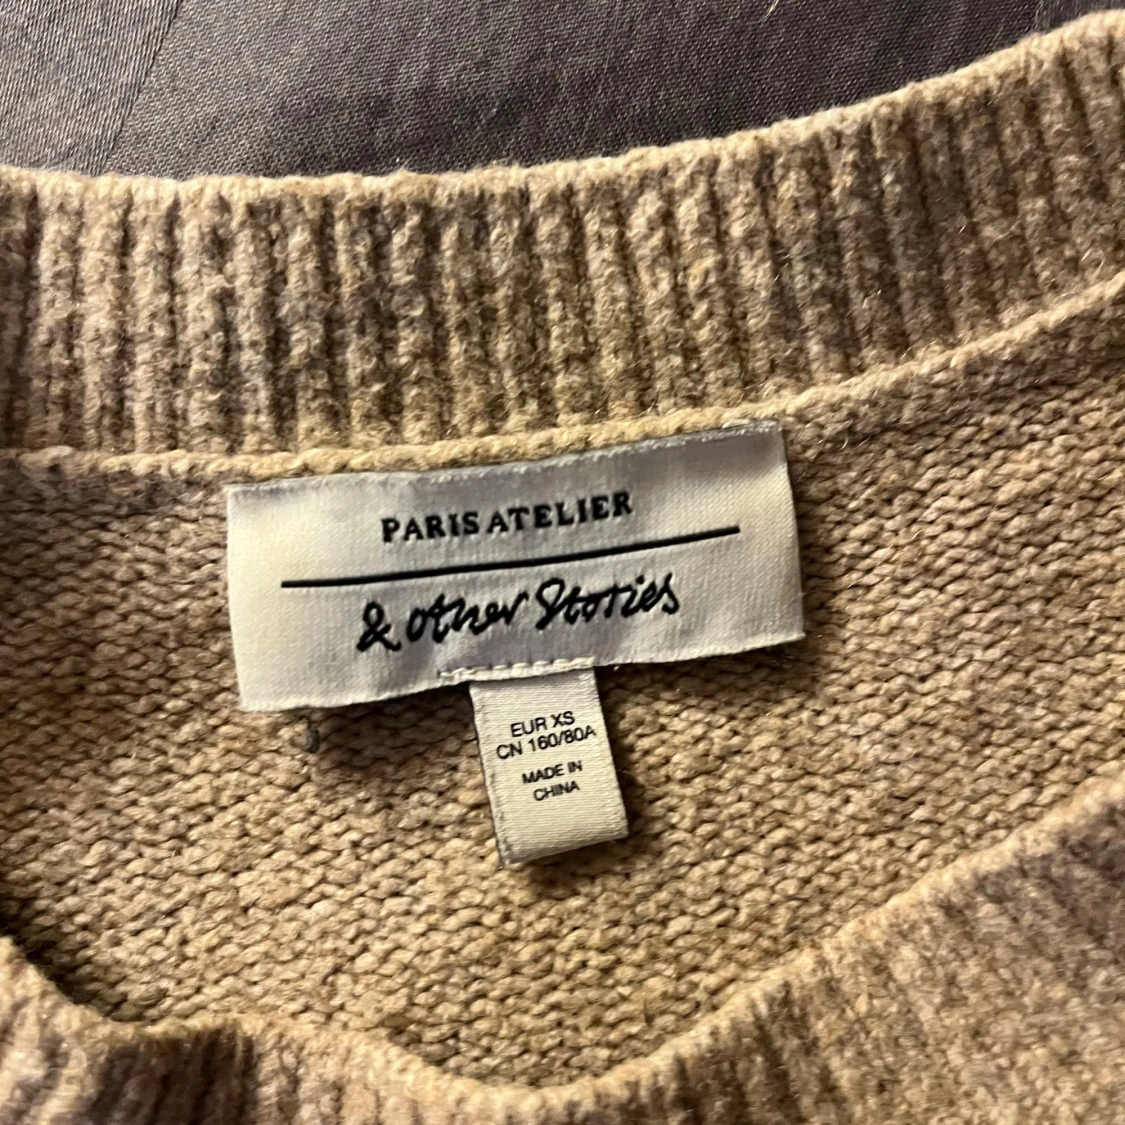 PARIS ATELIER
& other Stories
EUR XS
CN 160/80A
MADE IN
CHINA